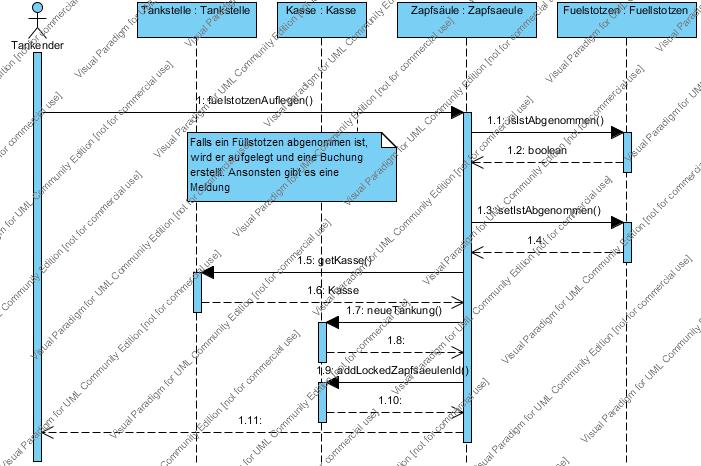 Tankstelle : Tankstelle
Kasse : Kasse
Zapfsäule : Zapfsaeule
Fuelstotzen : Fuellstotzen
Tankender
1: fuelstotzenAuflegen()
1.1: isIstAbgenommen()
Falls ein Füllstotzen abgenommen ist,
wird er aufgelegt und eine Buchung
erstellt. Ansonsten gibt es eine
Meldung
1.2: boolean
1.3: setIstAbgenommen()
1.4:
1.5: getKasse()
1.6: Kasse
1.7: neueTankung()
1.8:
1.9: addLockedZapfsaeulenId()
1.10:
1.11:
Visual Paradigm for UML Community Edition [not for commercial use]